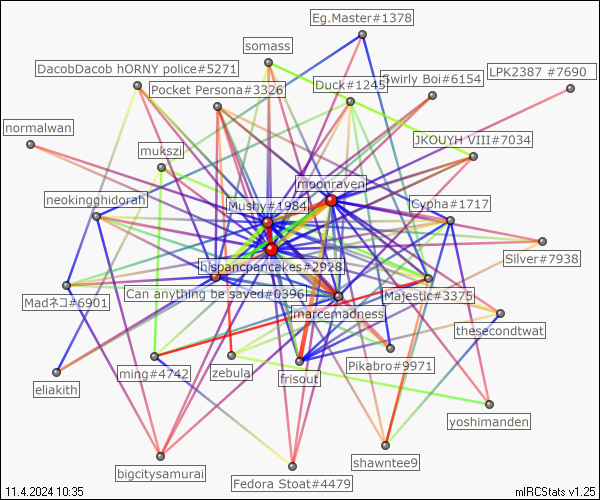 Eg.Master#1378
somass
DacobDacob hORNY police#5271
Duck#1245
Swirly Boi#6154
LPK2387 #7690
Pocket Persona#3326
normalwan
JKOUYH VIII#7034
mukszi
moonraven
neokingghidorah
Mushy#1984
Cypha#1717
Silver#7938
hispancpancakes#2928
Madネコ#6901
Can anything be saved#0396
Majestic#3375
marcemadness
thesecondtwat
Pikabro#9971
ming#4742
zebula
frisout
eliakith
yoshimanden
shawntee9
bigcitysamurai
Fedora Stoat#4479
11.4.2024 10:35
mIRCStats v1.25